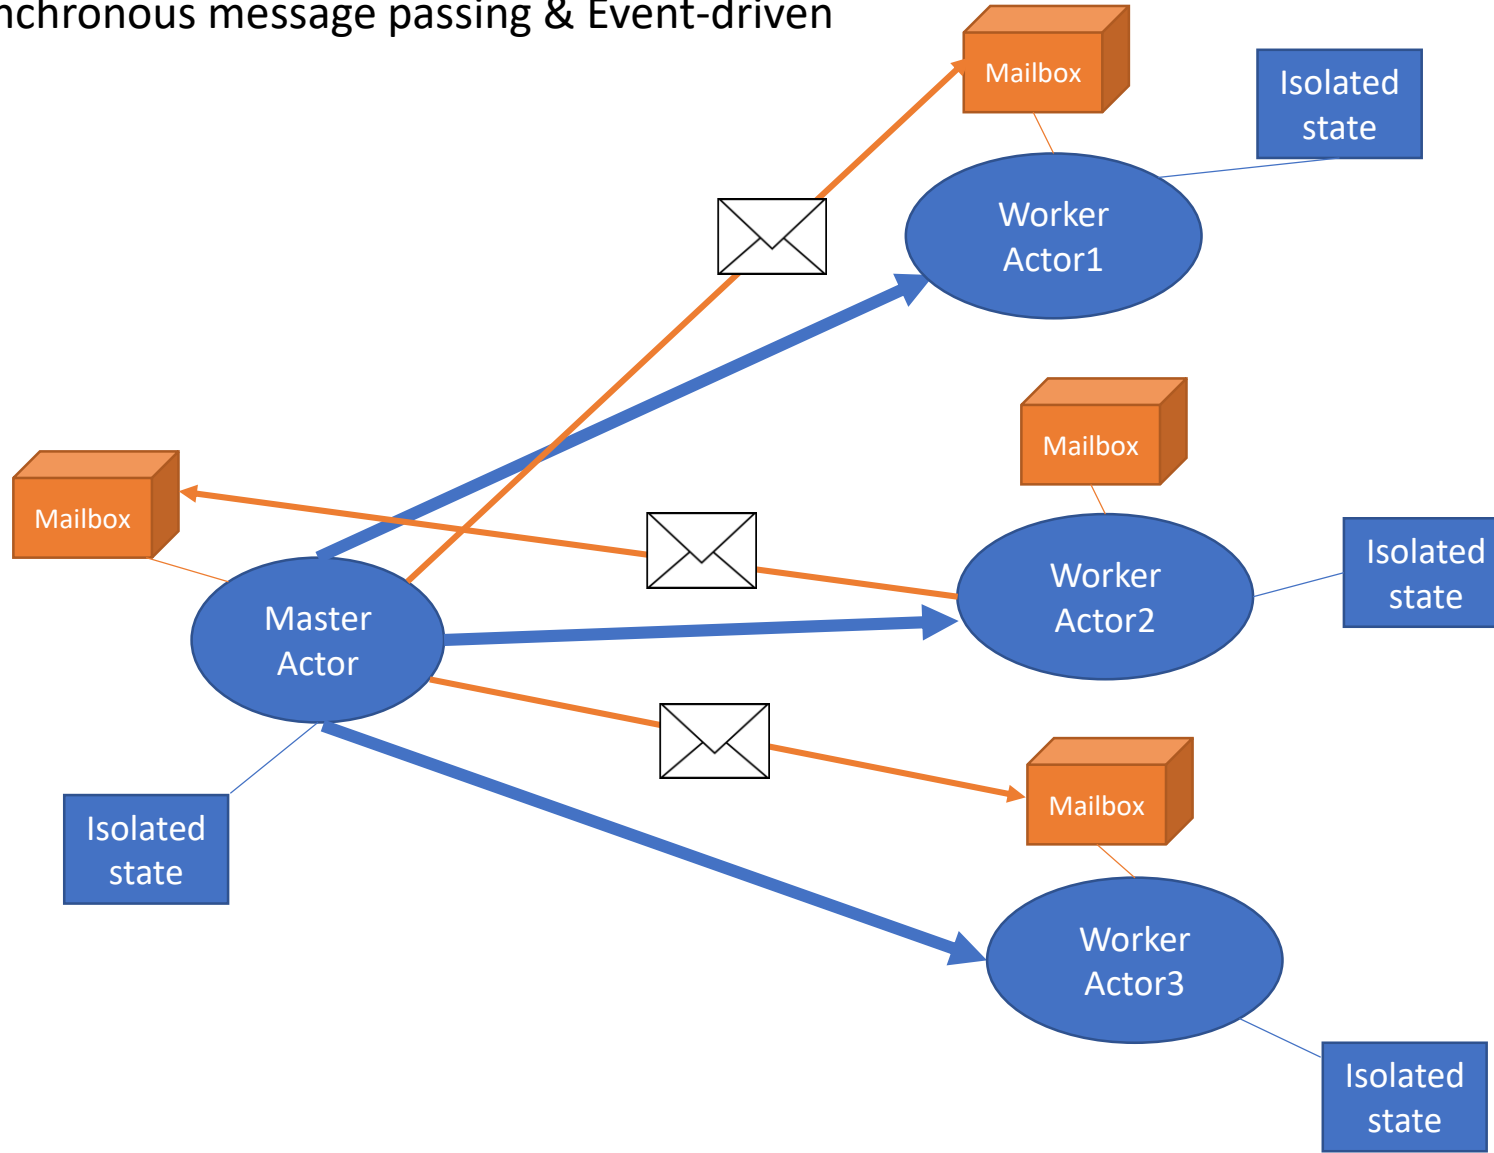 nchronous message passing & Event-driven
Mailbox
Isolated
state
Worker
Actor1
Mailbox
Mailbox
Isolated
state
Worker
Actor2
Master
Actor
Mailbox
Isolated
state
Worker
Actor3
Isolated
state